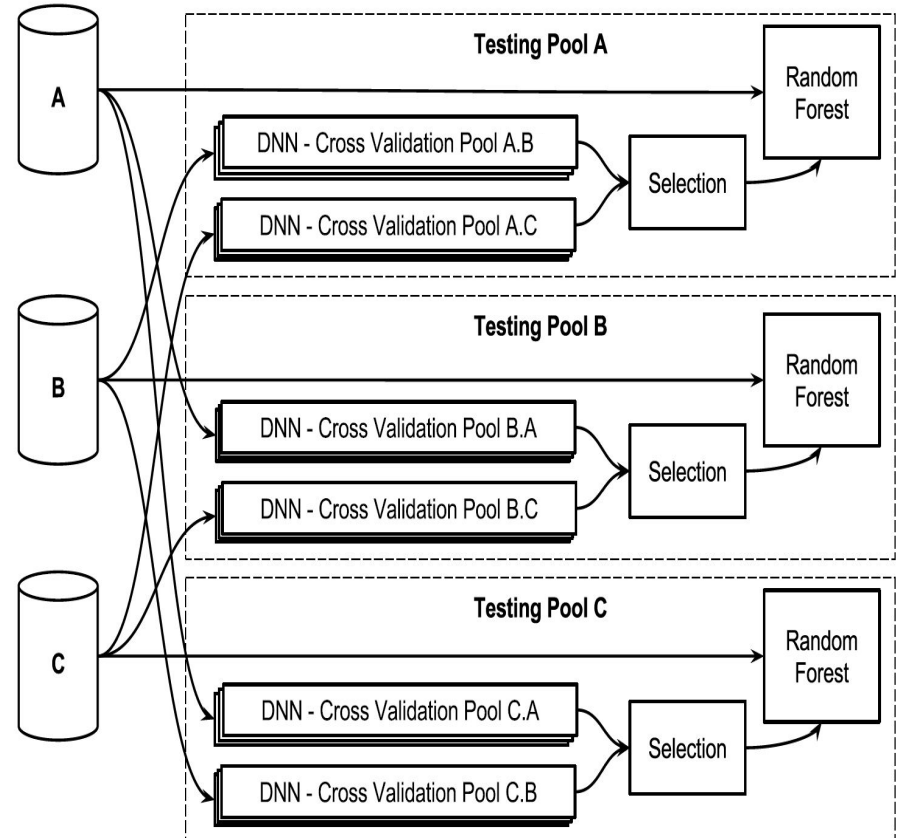 A
Testing Pool A
Random
Forest
DNN - Cross Validation Pool A.B
Selection
DNN - Cross Validation Pool A.C
B
Testing Pool B
Random
Forest
DNN - Cross Validation Pool B.A
Selection
DNN - Cross Validation Pool B.C
C
Testing Pool C
Random
Forest
DNN - Cross Validation Pool C.A
Selection
DNN - Cross Validation Pool C.B